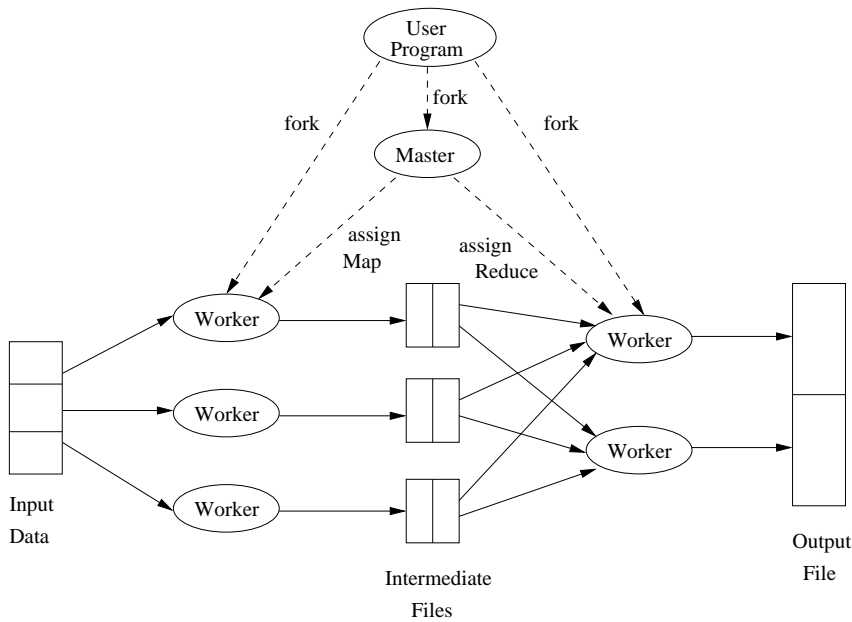 User
Program
fork
fork
fork
Master
assign
Map
assign
Reduce
Worker
Worker
Worker
Worker
Worker
Input
Data
Intermediate
Files
Output
File